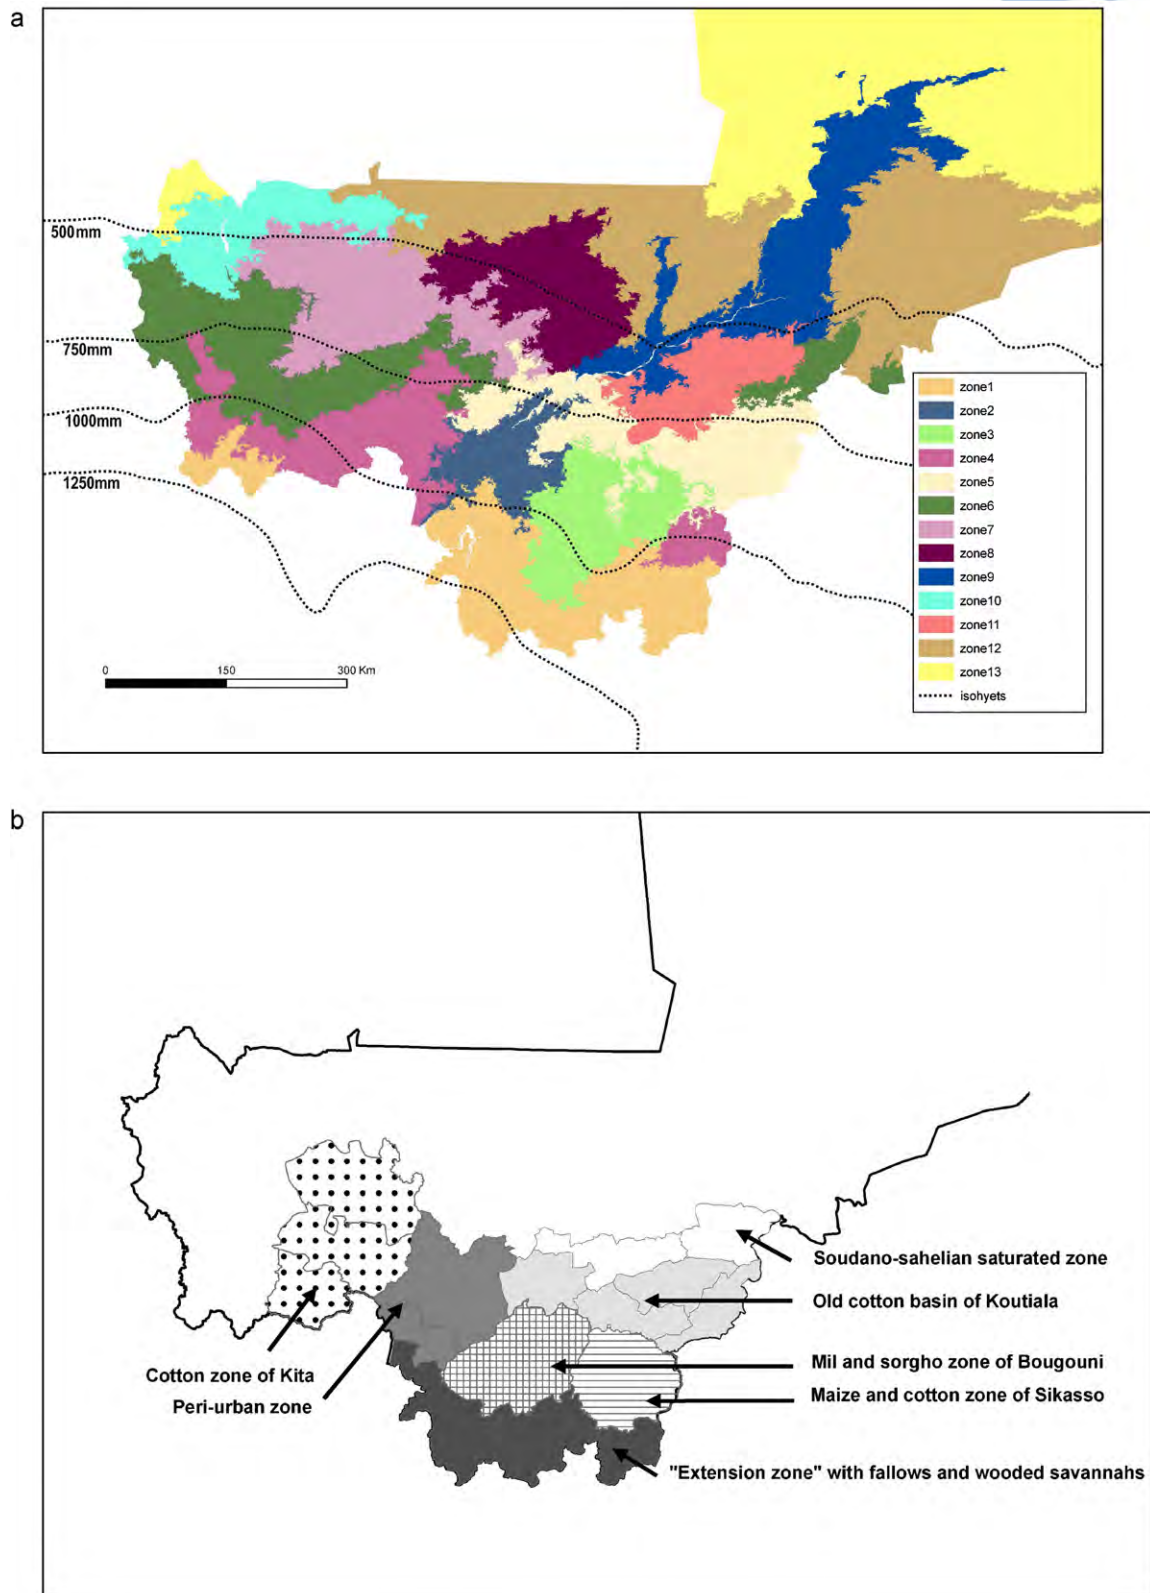 a
500mm
750mm
1000mm
1250mm
0 150 300 Km
zone1
zone2
zone3
zone4
zone5
zone6
zone7
zone8
zone9
zone10
zone11
zone12
zone13
isohyets
b
Soudano-sahelian saturated zone
Old cotton basin of Koutiala
Mil and sorgho zone of Bougouni
Cotton zone of Kita
Maize and cotton zone of Sikasso
Peri-urban zone
"Extension zone" with fallows and wooded savannahs